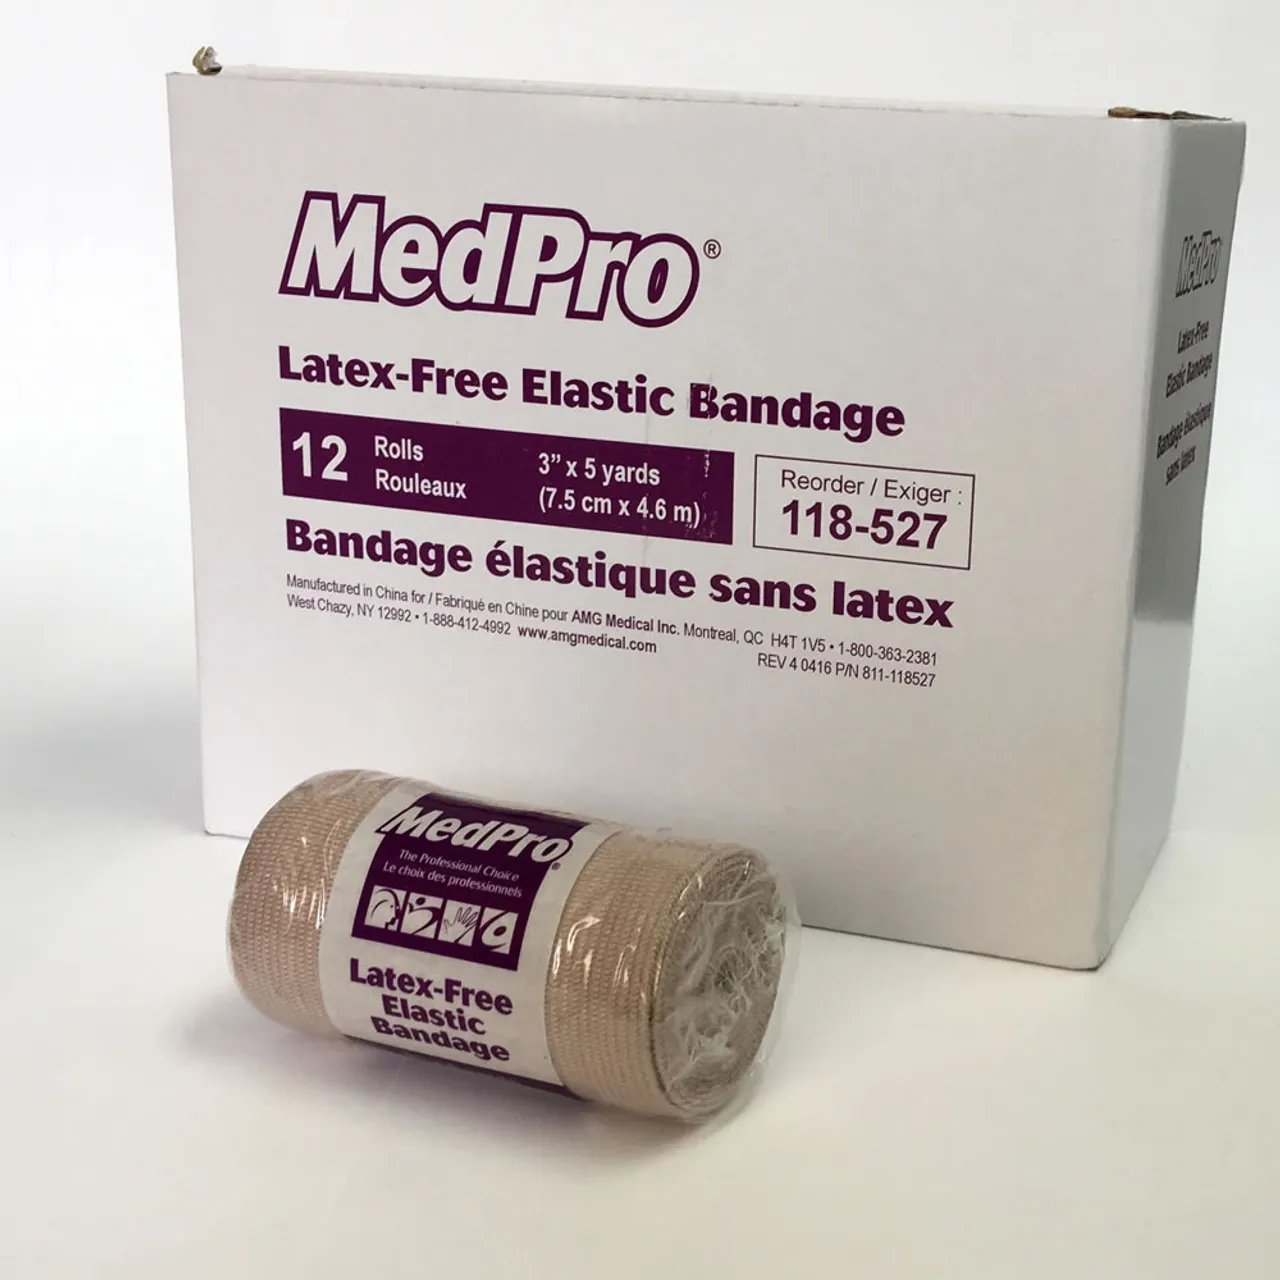 MedPro®
Latex-Free Elastic Bandage
12 Rolls 3” x 5 yards
Rouleaux (7.5 cm x 4.6 m)
Reorder / Exiger :
118-527
Bandage élastique sans latex
Manufactured in China for / Fabriqué en Chine pour AMG Medical Inc. Montreal, QC H4T 1V5 • 1-800-363-2381
West Chazy, NY 12992 • 1-888-412-4992 www.amgmedical.com
REV 4 0416 P/N 811-118527
MedPro
Latex-Free
Elastic Bandage
Bandage élastique
sans latex
MedPro®
The Professional Choice
Le choix des professionnels
Latex-Free
Elastic
Bandage